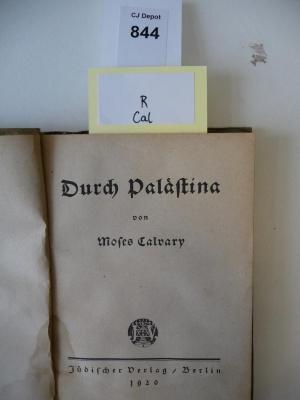 CJ Depot
844
R
Cal
Durch Palästina
von
Moses Calvary
Jüdischer Verlag / Berlin
1920